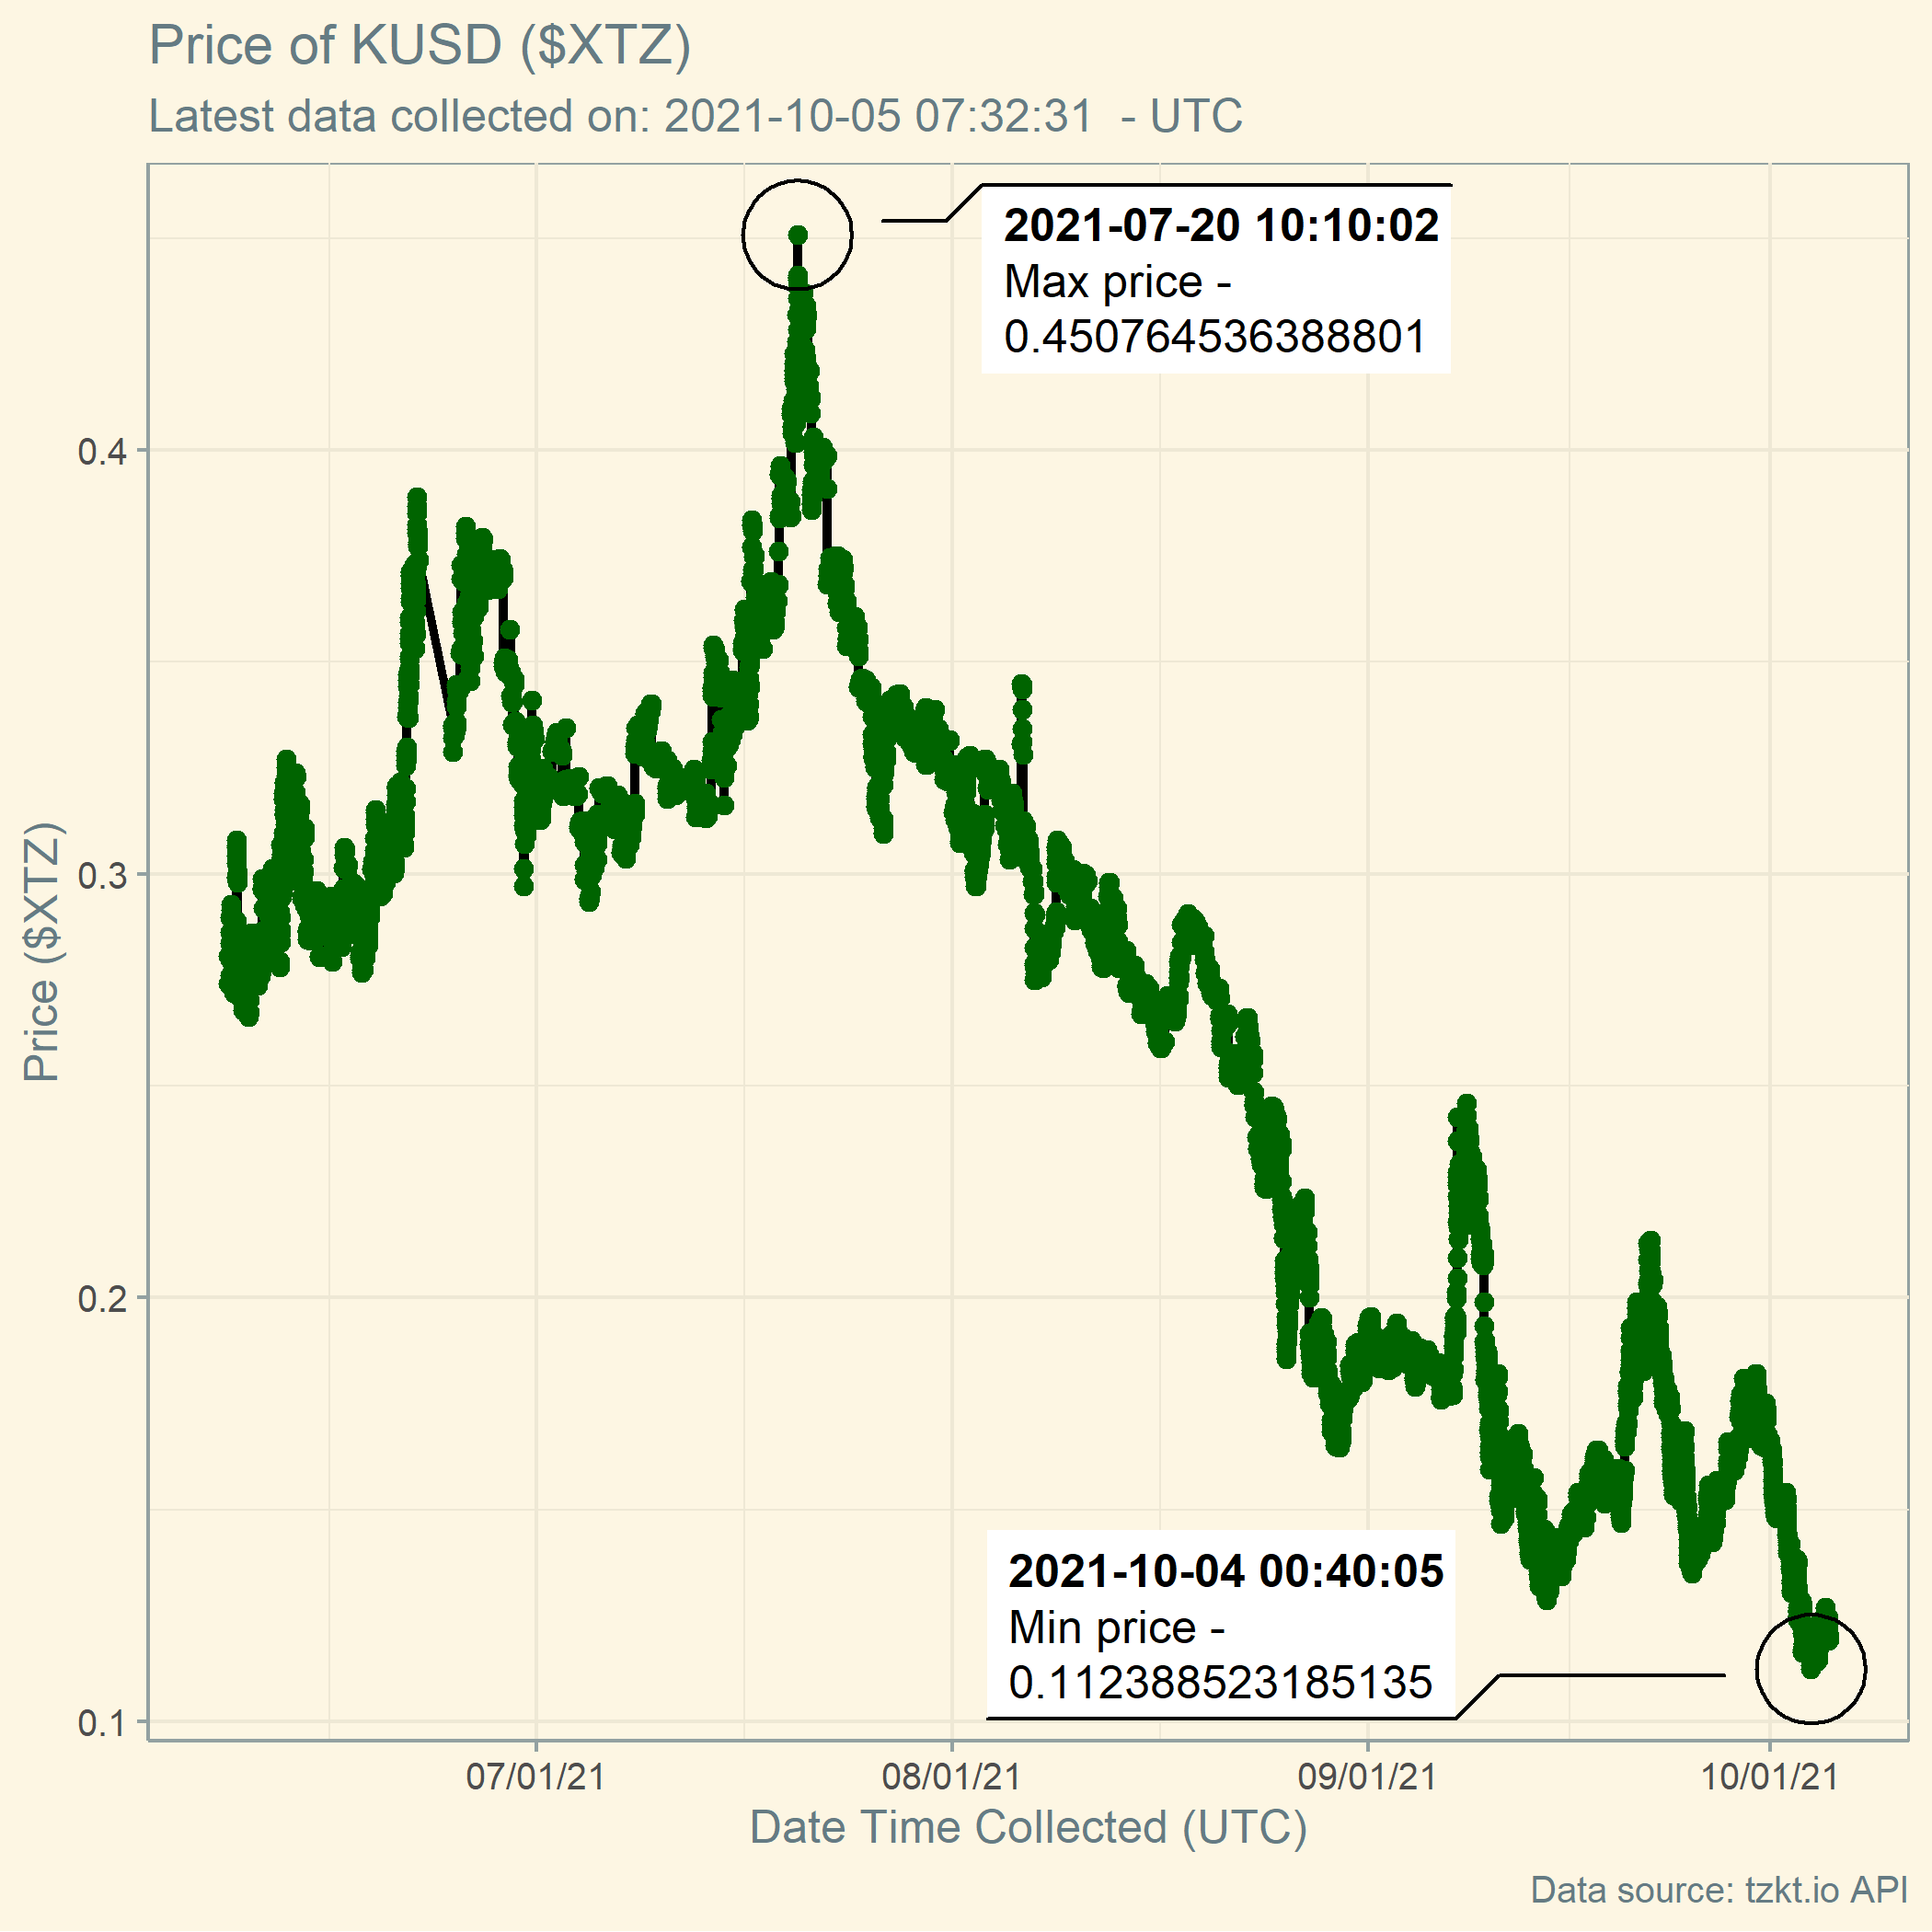 Price of KUSD ($XTZ)
Latest data collected on: 2021-10-05 07:32:31  - UTC
2021-07-20 10:10:02
Max price -
0.450764536388801
0.4
0.3
0.2
0.1
Price ($XTZ)
2021-10-04 00:40:05
Min price -
0.112388523185135
07/01/21
08/01/21
09/01/21
10/01/21
Date Time Collected (UTC)
Data source: tzkt.io API